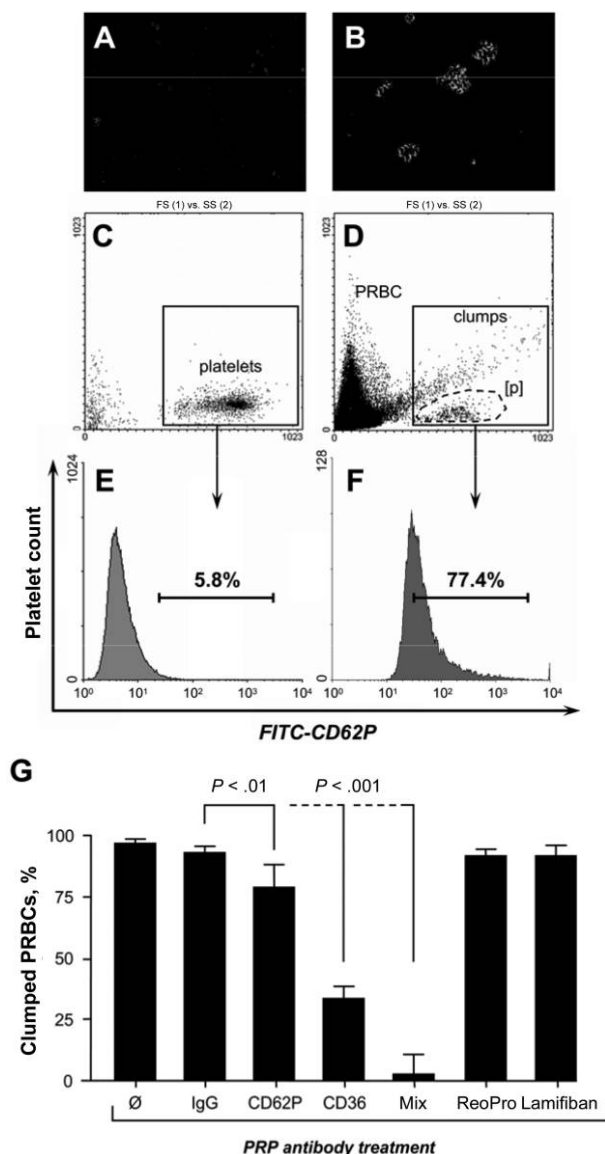 A
B
FS (1) vs. SS (2)
FS (1) vs. SS (2)
1023
C
platelets
0
0
1023
1023
D
PRBC
clumps
[p]
0
0
1023
Platelet count
1024
E
5.8%
0
10⁰ 10¹ 10² 10³ 10⁴
128
F
77.4%
0
10⁰ 10¹ 10² 10³ 10⁴
FITC-CD62P
G
P < .01
P < .001
Clumped PRBCs, %
100
75
50
25
0
Ø IgG CD62P CD36 Mix ReoPro Lamifiban
PRP antibody treatment